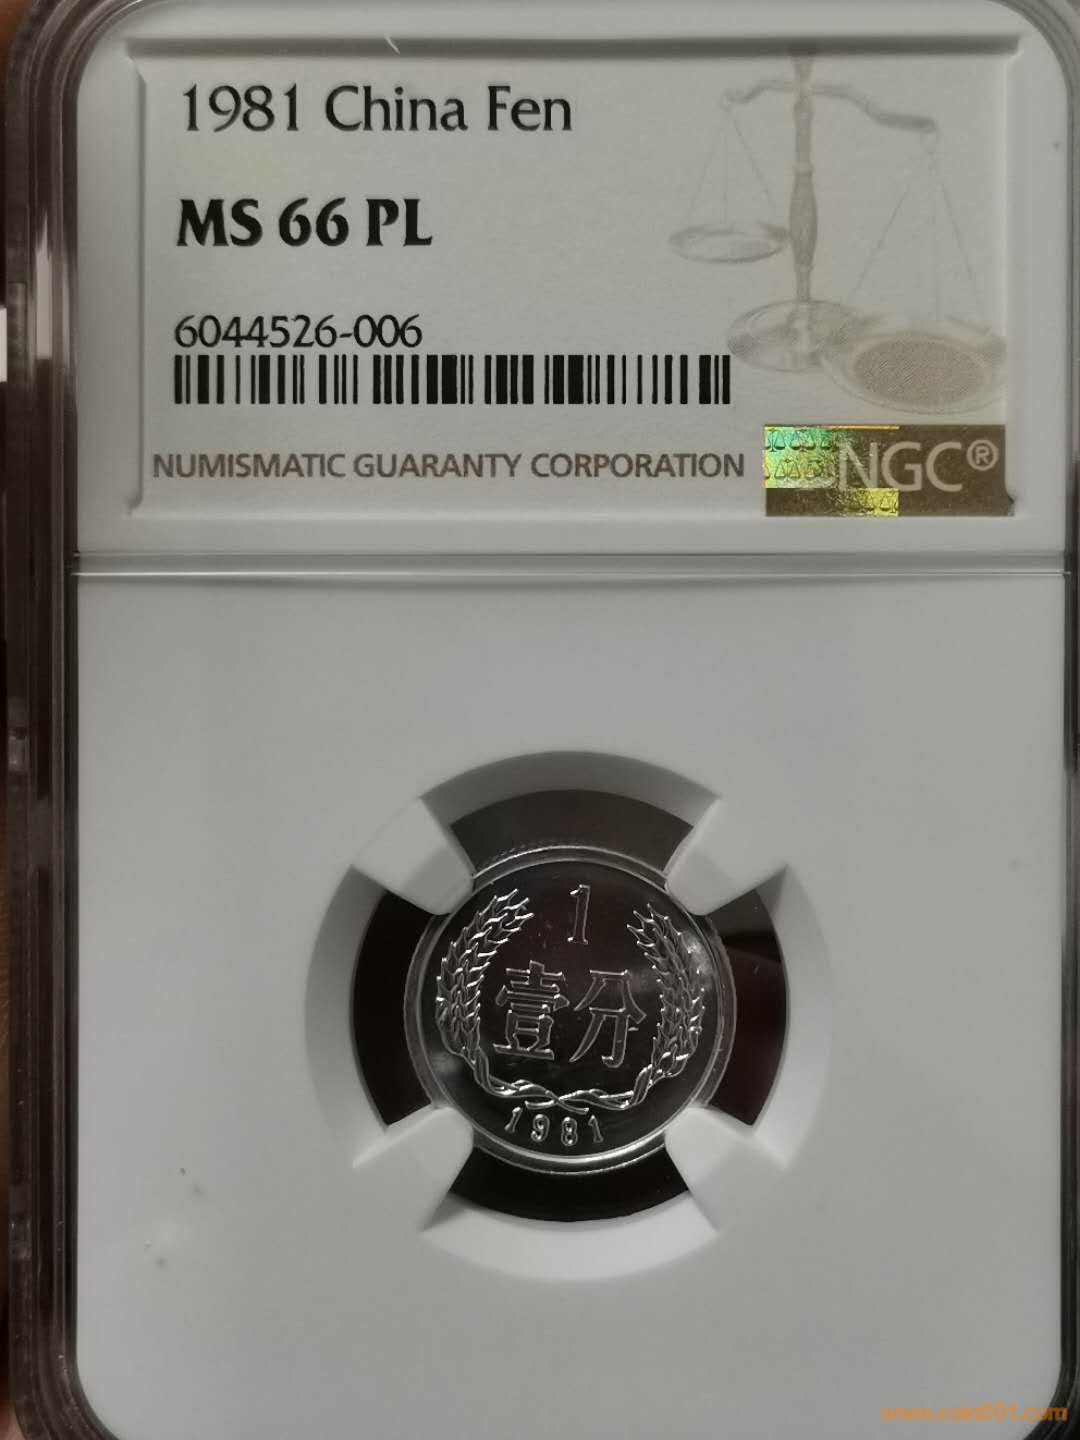 1981 China Fen
MS 66 PL
6044526-006
NUMISMATIC GUARANTY CORPORATION
NGC®
1
壹分
1981
www.coin001.com